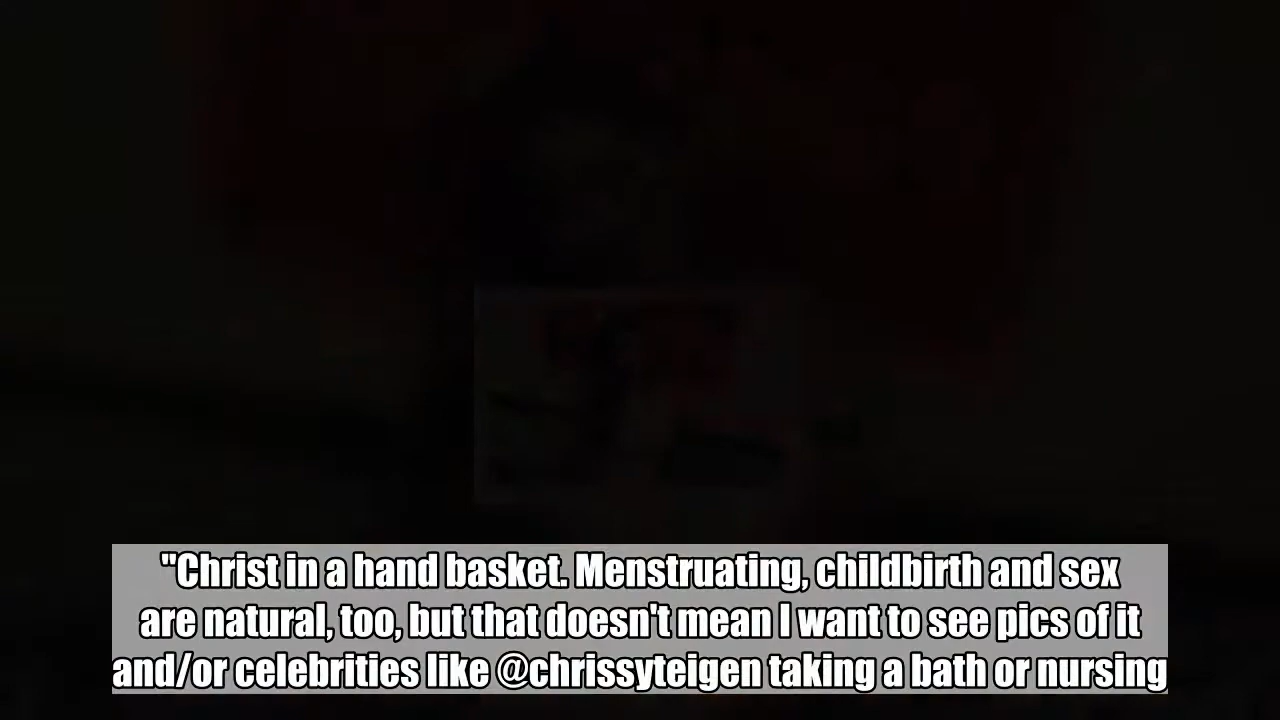 "Christ in a hand basket. Menstruating, childbirth and sex
are natural, too, but that doesn't mean I want to see pics of it
and/or celebrities like @chrissyteigen taking a bath or nursing